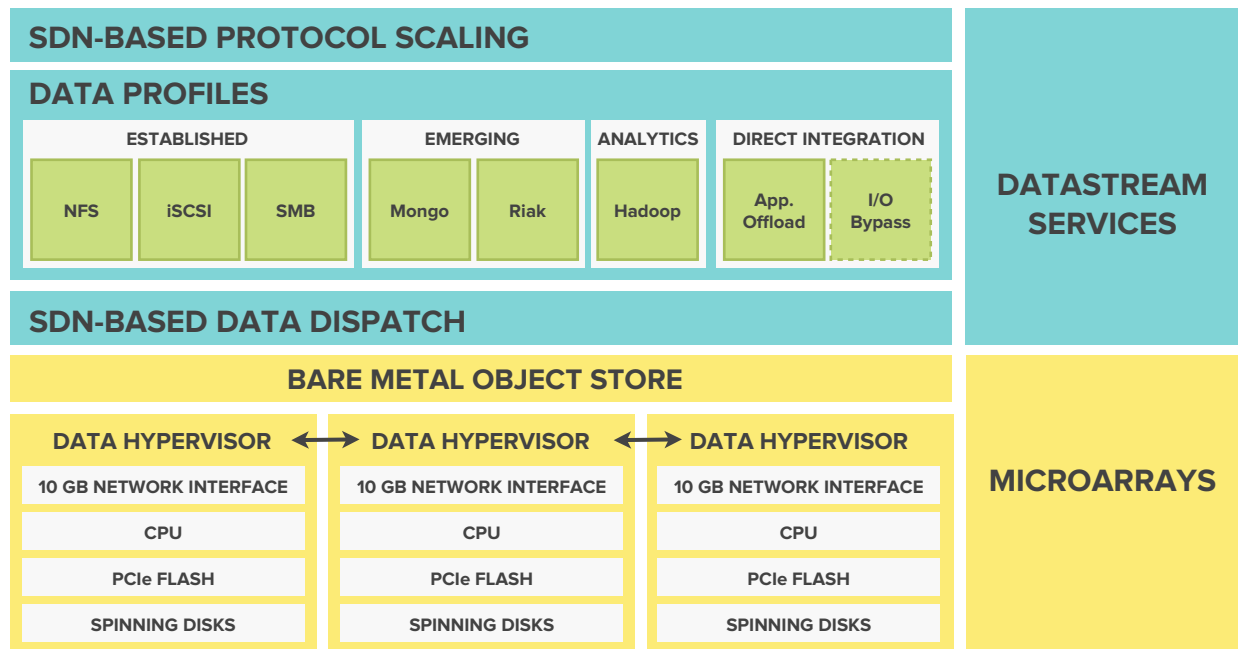 SDN-BASED PROTOCOL SCALING
DATA PROFILES
ESTABLISHED
NFS
iSCSI
SMB
EMERGING
Mongo
Riak
ANALYTICS
Hadoop
DIRECT INTEGRATION
App.
Offload
I/O
Bypass
SDN-BASED DATA DISPATCH
DATASTREAM
SERVICES
BARE METAL OBJECT STORE
DATA HYPERVISOR
10 GB NETWORK INTERFACE
CPU
PCIe FLASH
SPINNING DISKS
DATA HYPERVISOR
10 GB NETWORK INTERFACE
CPU
PCIe FLASH
SPINNING DISKS
DATA HYPERVISOR
10 GB NETWORK INTERFACE
CPU
PCIe FLASH
SPINNING DISKS
MICROARRAYS